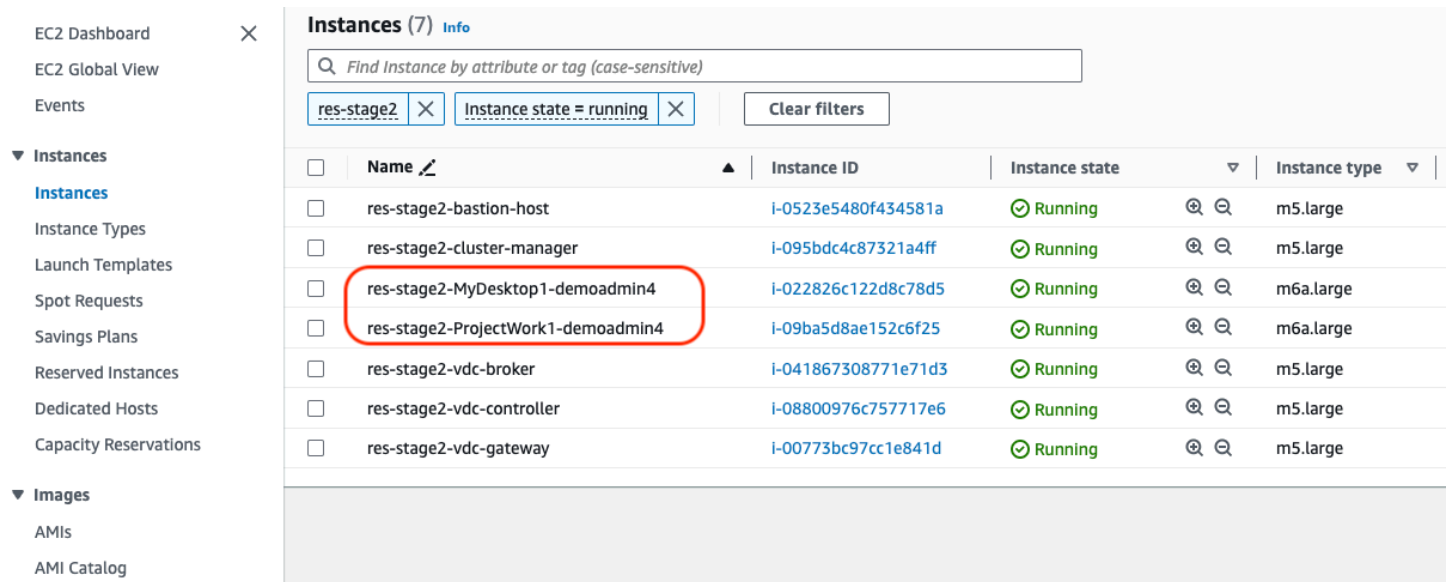 EC2 Dashboard
EC2 Global View
Events
Instances
Instances
Instance Types
Launch Templates
Spot Requests
Savings Plans
Reserved Instances
Dedicated Hosts
Capacity Reservations
Images
AMIs
AMI Catalog
Instances (7) Info
Find Instance by attribute or tag (case-sensitive)
res-stage2 Instance state = running Clear filters
Name Instance ID Instance state Instance type
res-stage2-bastion-host i-0523e5480f434581a Running m5.large
res-stage2-cluster-manager i-095bdc4c87321a4ff Running m5.large
res-stage2-MyDesktop1-demoadmin4 i-022826c122d8c78d5 Running m6a.large
res-stage2-ProjectWork1-demoadmin4 i-09ba5d8ae152c6f25 Running m6a.large
res-stage2-vdc-broker i-041867308771e71d3 Running m5.large
res-stage2-vdc-controller i-08800976c757717e6 Running m5.large
res-stage2-vdc-gateway i-00773bc97cc1e841d Running m5.large